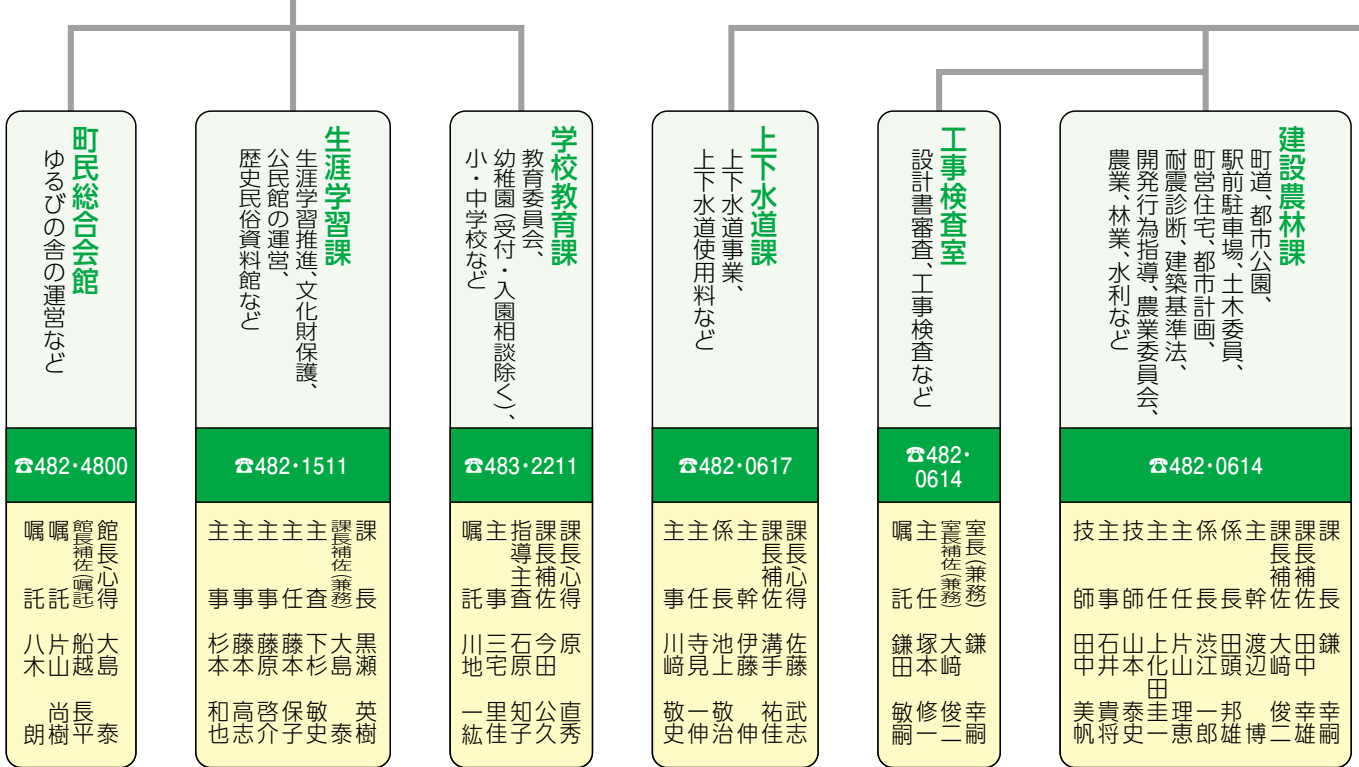 建設農林課
町道、都市公園、
駅前駐車場、土木委員、
町営住宅、都市計画、
耐震診断、建築基準法、
開発行為指導、農業委員会、
農業、林業、水利など
☎482・0614
課長 鎌 幸嗣
課長補佐 田中 幸雄
課長補佐 大﨑 俊二
主幹 渡辺 博
係長 田頭 邦雄
係長 渋江 一郎
主任 片山 理恵
主任 上化田 圭一
技師 山本 泰史
主事 石井 貴将
技師 田中 美帆
工事検査室
設計書審査、工事検査など
☎482・
0614
室長(兼務) 鎌 幸嗣
室長補佐(兼務) 大﨑 俊二
主任 塚本 修一
嘱託 鎌田 敏嗣
上下水道課
上下水道事業、
上下水道使用料など
☎482・0617
課長心得 佐藤 武志
課長補佐 溝手 祐佳
主幹 伊藤 伸
係長 池上 敬治
主任 寺見 一伸
主事 川﨑 敬史
学校教育課
教育委員会、
幼稚園(受付・入園相談除く)、
小・中学校など
☎483・2211
課長心得 原 直秀
課長補佐 今田 公久
指導主査 石原 知子
主事 三宅 里佳
嘱託 川地 一紘
生涯学習課
生涯学習推進、文化財保護、
公民館の運営、
歴史民俗資料館など
☎482・1511
課長 黒瀬 英樹
課長補佐(兼務) 大島 泰
主査 下杉 敏史
主任 藤本 保子
主事 藤原 啓介
主事 藤本 高志
主事 杉本 和也
町民総合会館
ゆるびの舎の運営など
☎482・4800
館長心得 大島 泰
館長補佐(嘱託) 船越 長平
嘱託 片山 尚樹
嘱託 八木 朗